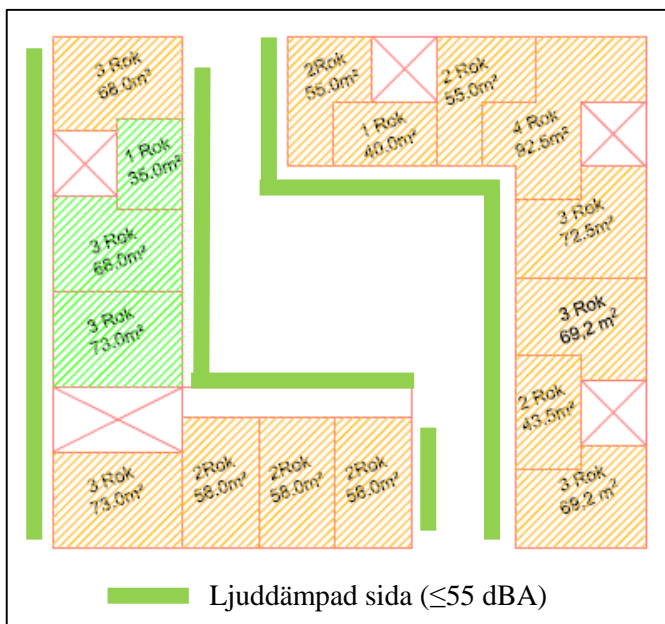 3 Rok
68.0m²
1 Rok
35.0m²
3 Rok
68.0m²
3 Rok
73.0m²
3 Rok
73.0m²
2Rok
58.0m²
2Rok
58.0m²
2Rok
58.0m²
2Rok
55.0m²
1 Rok
40.0m²
2 Rok
55.0m²
4 Rok
92.5m²
3 Rok
72.5m²
3 Rok
69,2 m²
2 Rok
43.5m²
3 Rok
69,2 m²
Ljuddämpad sida (≤55 dBA)